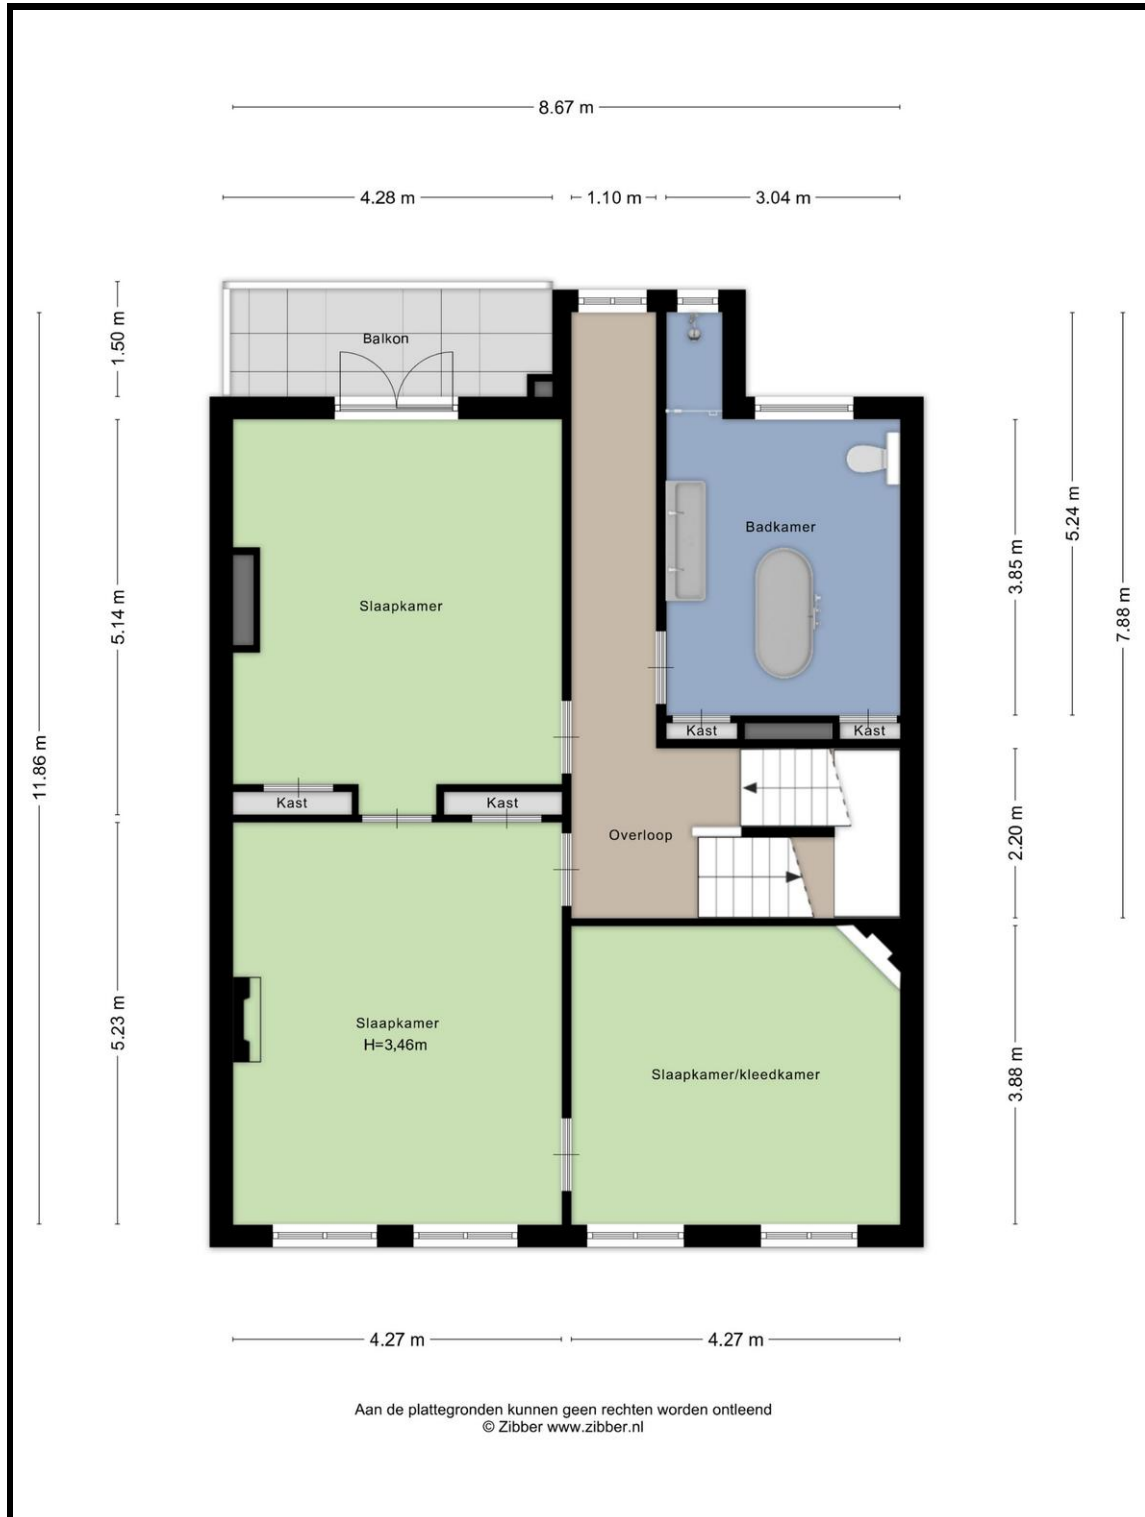 8.67 m
4.28 m
1.10 m
3.04 m
1.50 m
Balkon
5.24 m
3.85 m
Badkamer
7.88 m
5.14 m
Slaapkamer
Kast
Kast
11.86 m
Kast
Kast
Overloop
2.20 m
5.23 m
Slaapkamer
H=3,46m
Slaapkamer/kleedkamer
3.88 m
4.27 m
4.27 m
Aan de plattegronden kunnen geen rechten worden ontleend
© Zibber www.zibber.nl